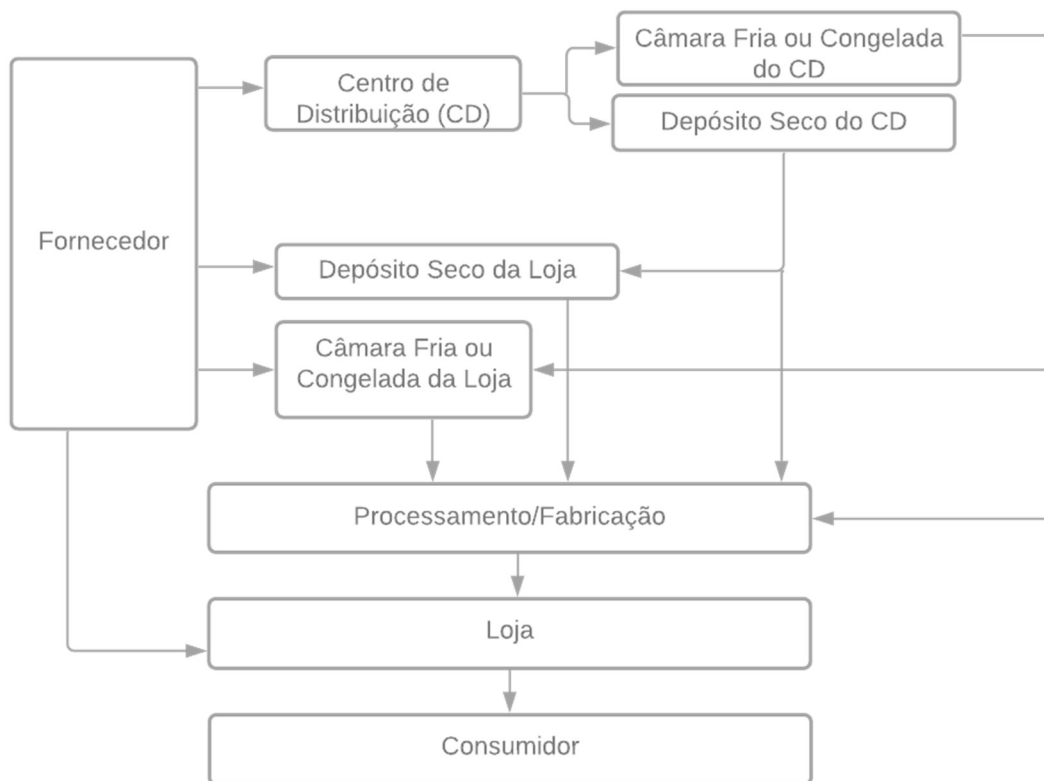 Câmara Fria ou Congelada
do CD
Centro de
Distribuição (CD)
Depósito Seco do CD
Fornecedor
Depósito Seco da Loja
Câmara Fria ou
Congelada da Loja
Processamento/Fabricação
Loja
Consumidor